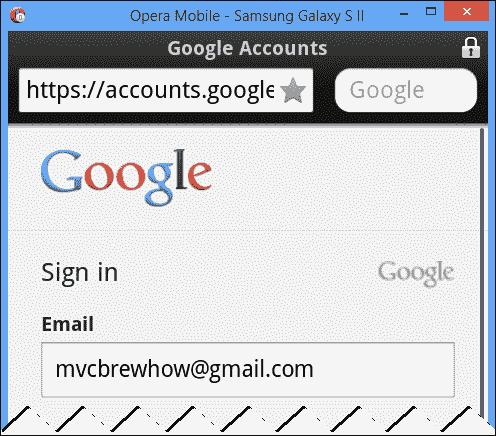 Opera Mobile - Samsung Galaxy S II
Google Accounts
https://accounts.google
Google
Google
Sign in
Google
Email
mvcbrewhow@gmail.com